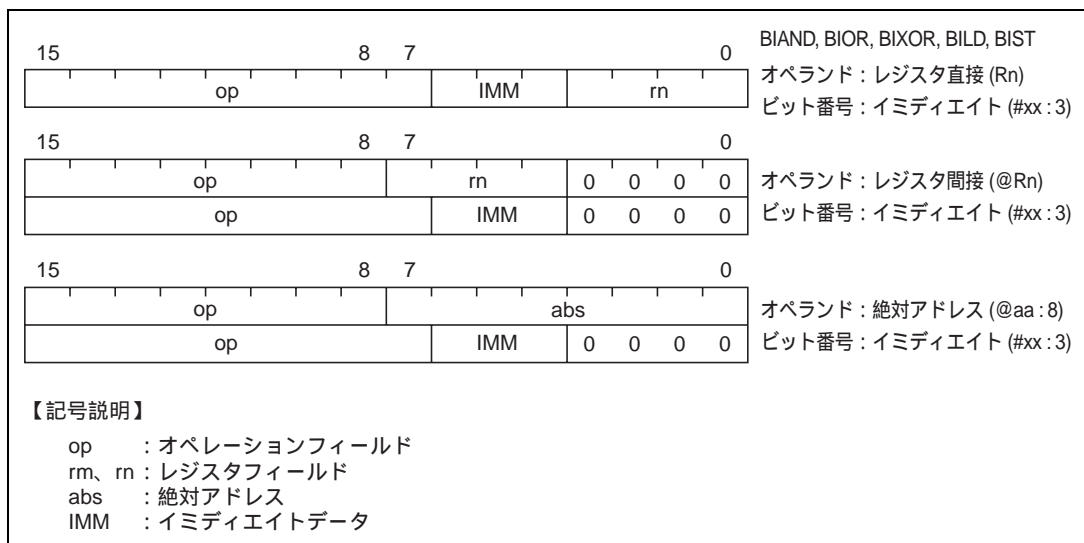 BIAND, BIOR, BIXOR, BILD, BIST
15 8 7 0
op IMM rn
オペランド：レジスタ直接 (Rn)
ビット番号：イミディエイト (#xx : 3)
15 8 7 0
op rn 0 0 0 0
オペランド：レジスタ間接 (@Rn)
op IMM 0 0 0 0
ビット番号：イミディエイト (#xx : 3)
15 8 7 0
op abs
オペランド：絶対アドレス (@aa : 8)
op IMM 0 0 0 0
ビット番号：イミディエイト (#xx : 3)
【記号説明】
op ：オペレーションフィールド
rm、rn：レジスタフィールド
abs ：絶対アドレス
IMM ：イミディエイトデータ